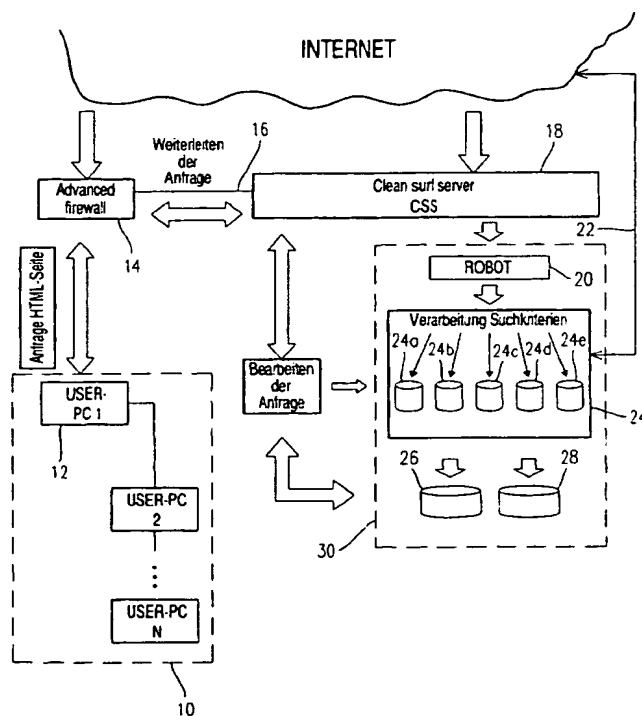 INTERNET
16
18
Weiterleiten
der
Anfrage
Advanced
firewall
Clean surf server
CSS
14
22
Anfrage HTML-Seite
ROBOT
20
Verarbeitung Suchkriterien
24a
24b
24c
24d
24e
Bearbeiten
der
Anfrage
USER-
PC 1
24
12
26
28
USER-PC
2
30
USER-PC
N
10